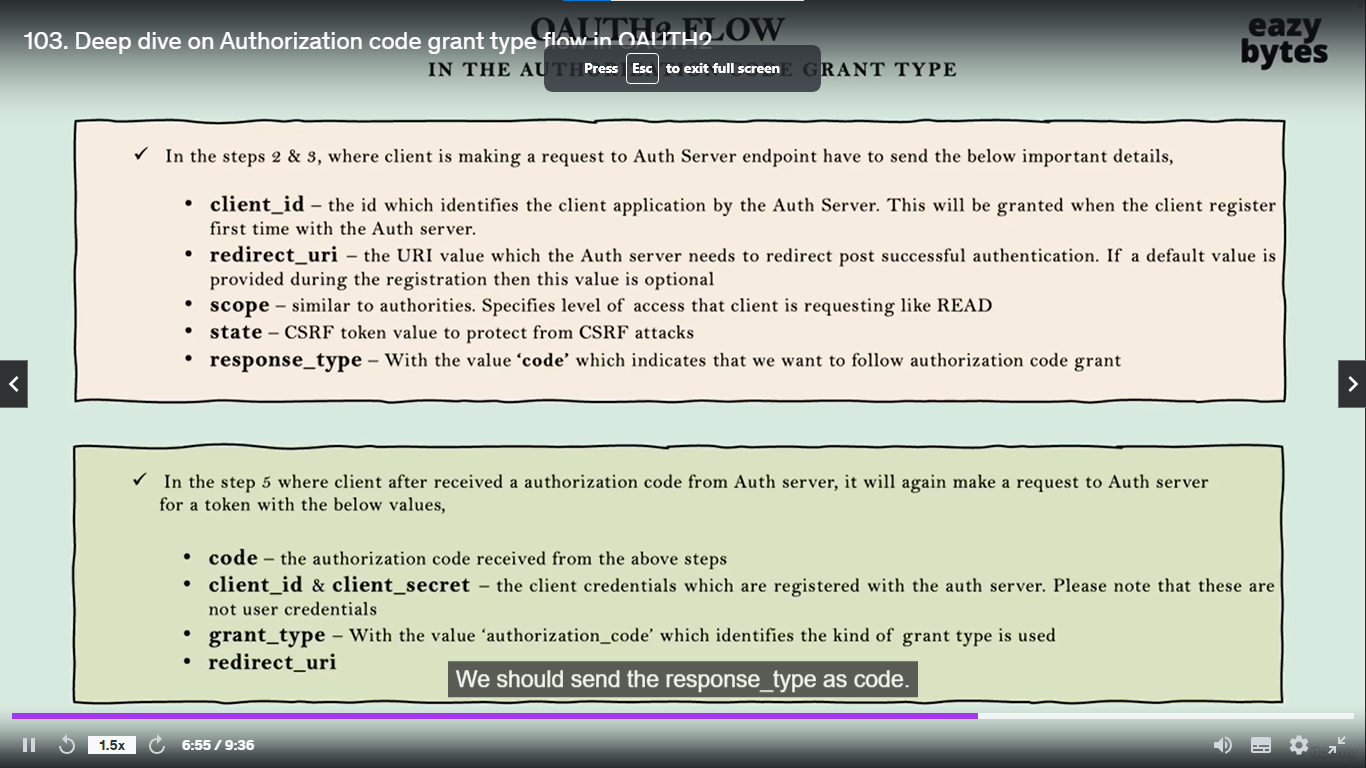 OAUTH2 FLOW
103. Deep dive on Authorization code grant type flow in OAUTH2
eazy
bytes
Press Esc to exit full screen
IN THE AUTHORIZATION CODE GRANT TYPE
✓ In the steps 2 & 3, where client is making a request to Auth Server endpoint have to send the below important details,
• client_id – the id which identifies the client application by the Auth Server. This will be granted when the client register
first time with the Auth server.
• redirect_uri – the URI value which the Auth server needs to redirect post successful authentication. If a default value is
provided during the registration then this value is optional
• scope – similar to authorities. Specifies level of access that client is requesting like READ
• state – CSRF token value to protect from CSRF attacks
• response_type – With the value ‘code’ which indicates that we want to follow authorization code grant
✓ In the step 5 where client after received a authorization code from Auth server, it will again make a request to Auth server
for a token with the below values,
• code – the authorization code received from the above steps
• client_id & client_secret – the client credentials which are registered with the auth server. Please note that these are
not user credentials
• grant_type – With the value ‘authorization_code’ which identifies the kind of grant type is used
• redirect_uri
We should send the response_type as code.
1.5x
6:55 / 9:36